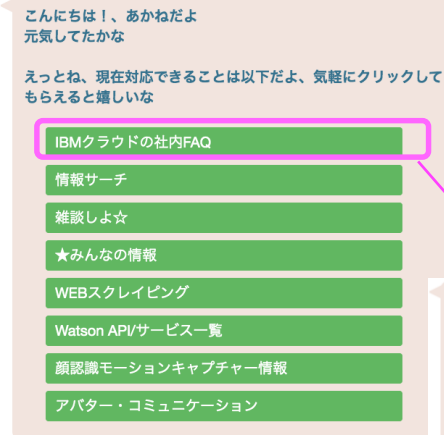 こんにちは！、あかねだよ
元気してたかな
えっとね、現在対応できることは以下だよ、気軽にクリックして
もらえると嬉しいな
IBMクラウドの社内FAQ
情報サーチ
雑談しよ☆
★みんなの情報
WEBスクレイピング
Watson API/サービス一覧
顔認識モーションキャプチャー情報
アバター・コミュニケーション